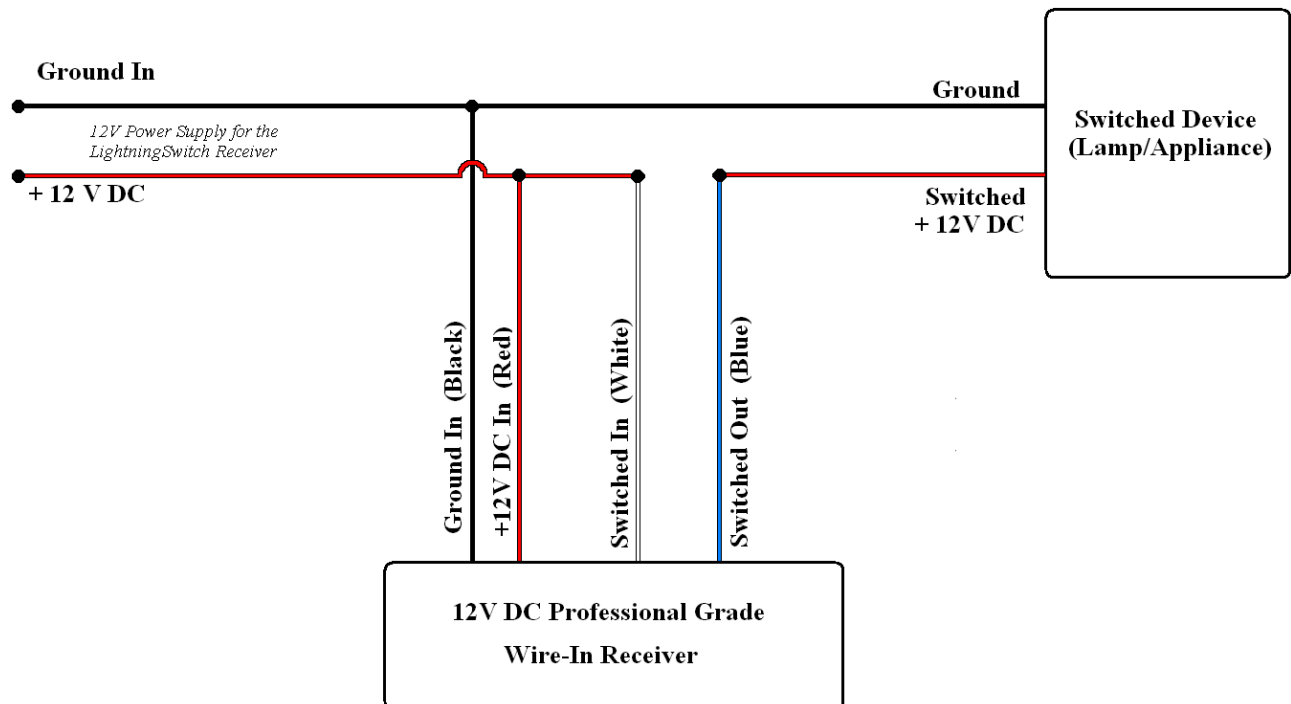 Ground In
Ground
12V Power Supply for the
LightningSwitch Receiver
Switched Device
(Lamp/Appliance)
+ 12 V DC
Switched
+ 12V DC
Ground In (Black)
+12V DC In (Red)
Switched In (White)
Switched Out (Blue)
12V DC Professional Grade
Wire-In Receiver